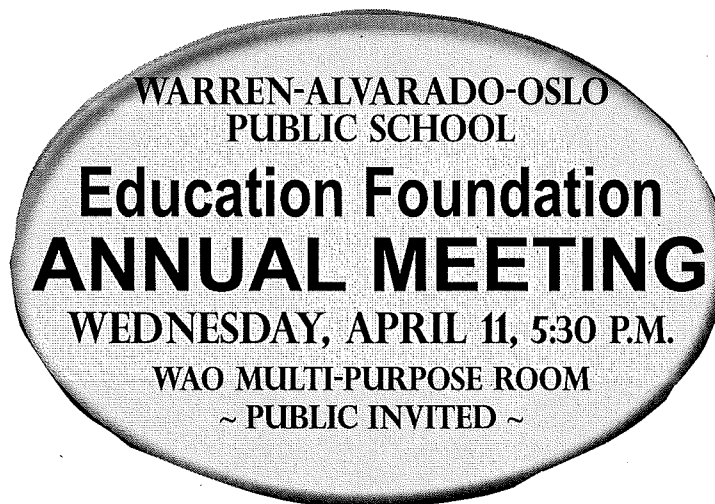 WARREN-ALVARADO-OSLO
PUBLIC SCHOOL
Education Foundation
ANNUAL MEETING
WEDNESDAY, APRIL 11, 5:30 P.M.
WAO MULTI-PURPOSE ROOM
~ PUBLIC INVITED ~